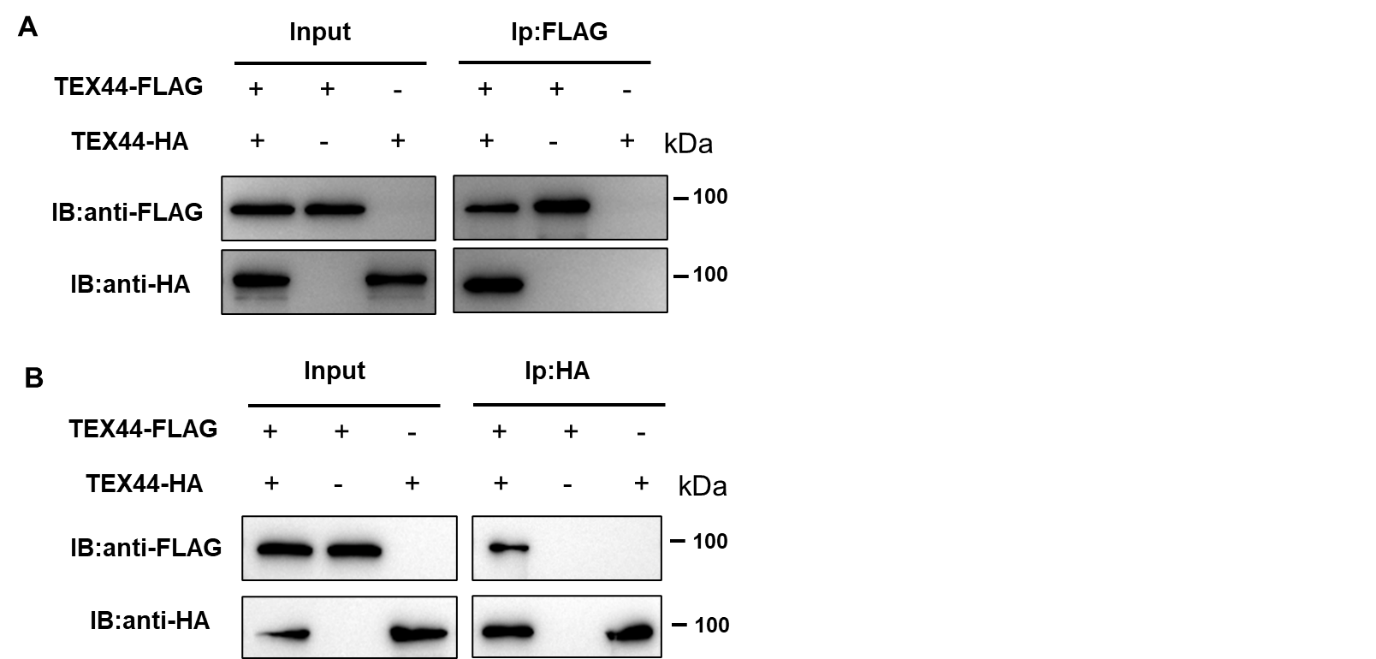 A
Input Ip:FLAG
TEX44-FLAG + + - + + -
TEX44-HA + - + + - + kDa
IB:anti-FLAG 100
IB:anti-HA 100
B
Input Ip:HA
TEX44-FLAG + + - + + -
TEX44-HA + - + + - + kDa
IB:anti-FLAG 100
IB:anti-HA 100